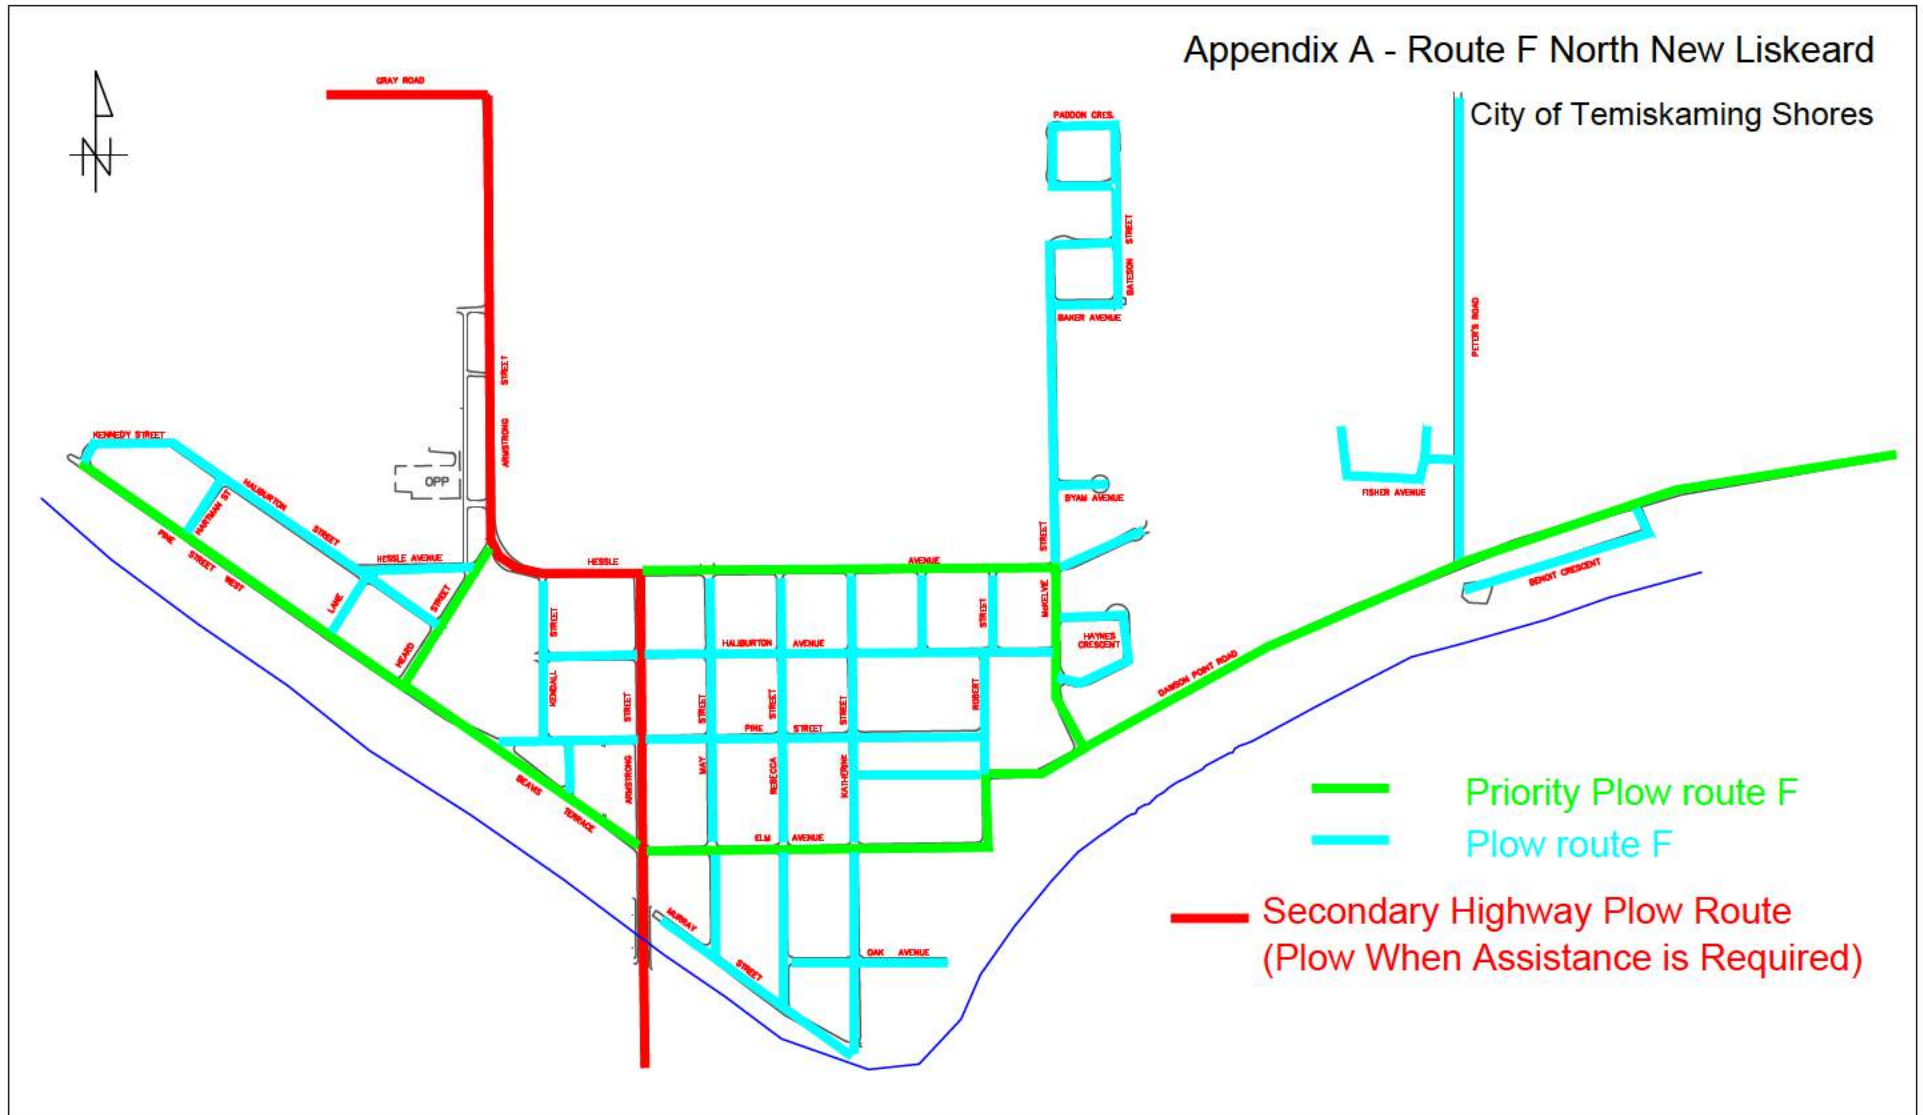 Appendix A - Route F North New Liskeard
City of Temiskaming Shores
GRAY ROAD
PADDON CRES.
N
STREET
BATESON
BAKER AVENUE
PETER'S ROAD
STREET
ARMSTRONG
KENNEDY STREET
HALIBURTON
STREET
HARTMAN ST
OPP
BYAM AVENUE
FISHER AVENUE
PINE
STREET
WEST
HESSLE AVENUE
HESSLE
AVENUE
STREET
McKELVIE
BENOIT CRESCENT
LANE
STREET
HEARD
STREET
KENDALL
STREET
HALIBURTON
AVENUE
HAYNES
CRESCENT
DAWSON POINT ROAD
STREET
ARMSTRONG
STREET
MAY
STREET
REBECCA
STREET
KATHERINE
ROBERT
PINE
STREET
BEAVIS
TERRACE
ELM
AVENUE
MURRAY
STREET
OAK
AVENUE
Priority Plow route F
Plow route F
Secondary Highway Plow Route
(Plow When Assistance is Required)